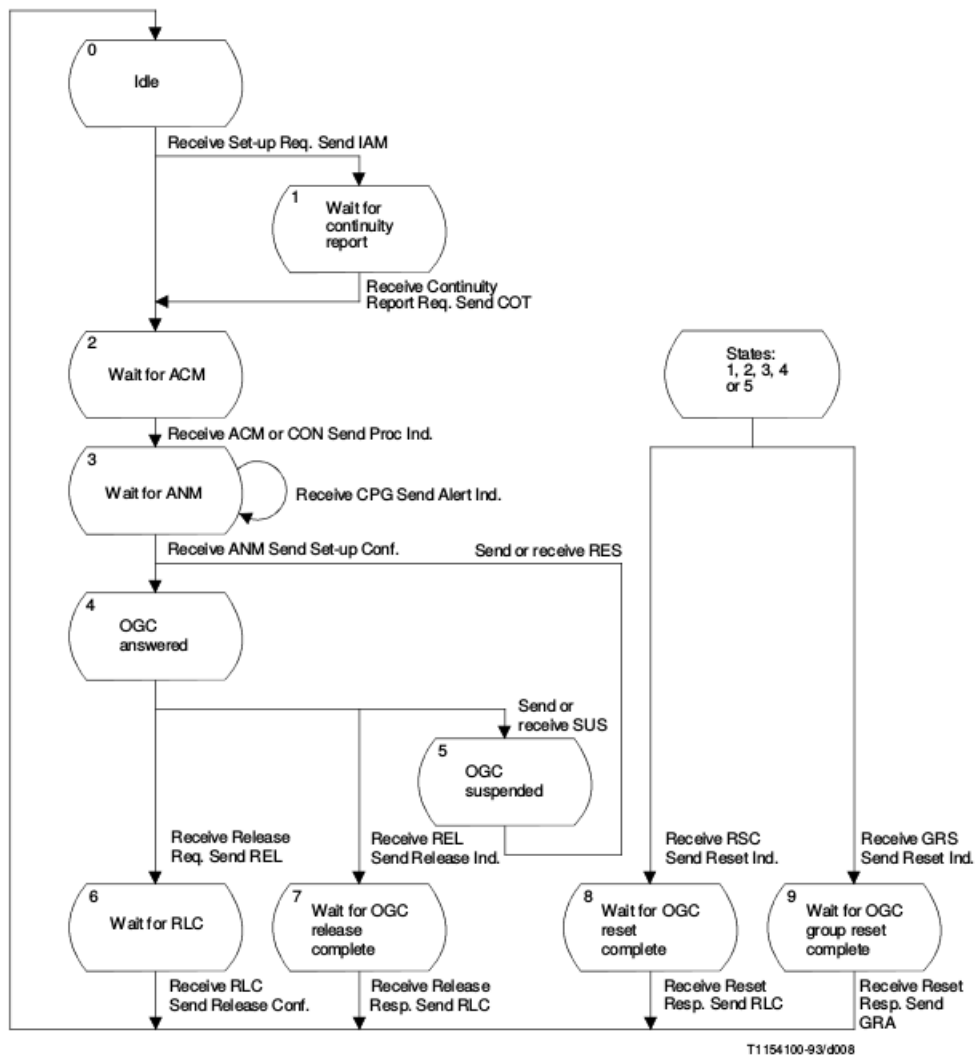 0
Idle
Receive Set-up Req. Send IAM
1
Wait for
continuity
report
Receive Continuity
Report Req. Send COT
2
Wait for ACM
States:
1, 2, 3, 4
or 5
Receive ACM or CON Send Proc Ind.
3
Wait for ANM
Receive CPG Send Alert Ind.
Receive ANM Send Set-up Conf.
Send or receive RES
4
OGC
answered
Send or
receive SUS
5
OGC
suspended
Receive Release
Req. Send REL
Receive REL
Send Release Ind.
Receive RSC
Send Reset Ind.
Receive GRS
Send Reset Ind.
6
Wait for RLC
7
Wait for OGC
release
complete
8
Wait for OGC
reset
complete
9
Wait for OGC
group reset
complete
Receive RLC
Send Release Conf.
Receive Release
Resp. Send RLC
Receive Reset
Resp. Send RLC
Receive Reset
Resp. Send
GRA
T1154100-93/d008